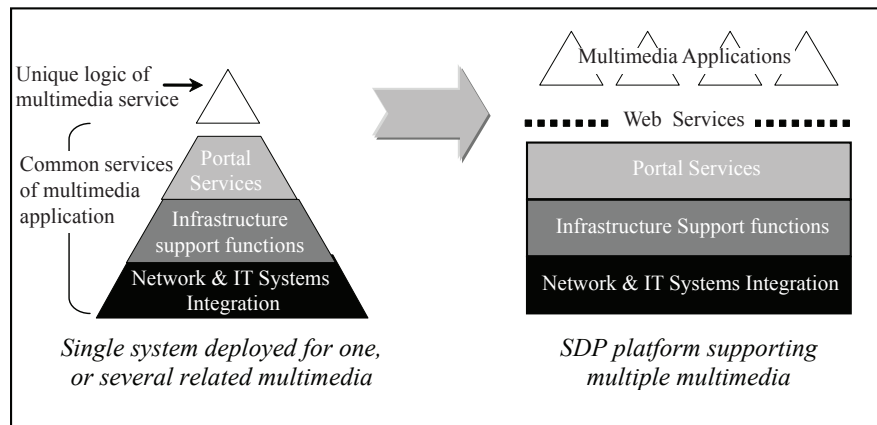 Unique logic of
multimedia service
Common services
of multimedia
application
Portal
Services
Infrastructure
support functions
Network & IT Systems
Integration
Single system deployed for one,
or several related multimedia
Multimedia Applications
Web Services
Portal Services
Infrastructure Support functions
Network & IT Systems Integration
SDP platform supporting
multiple multimedia